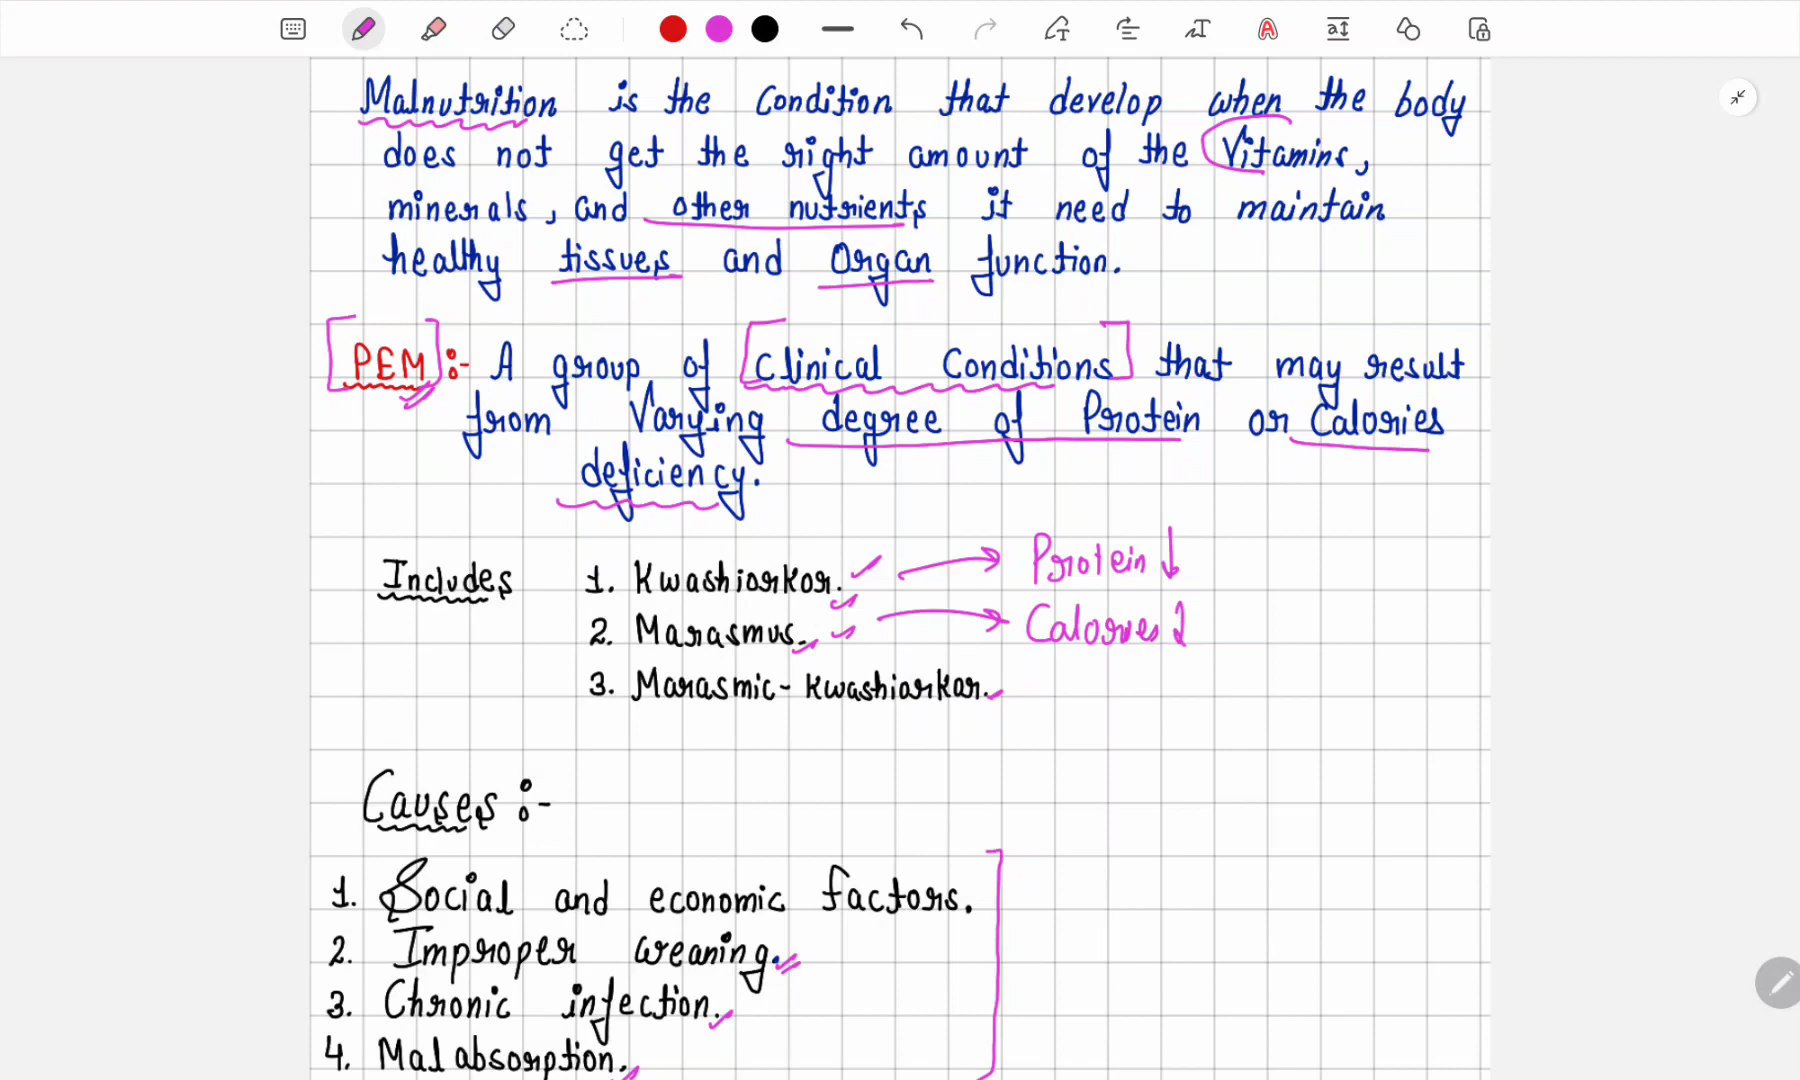 Malnutrition is the Condition that develop when the body
does not get the right amount of the Vitamins,
minerals, and other nutrients it need to maintain
healthy tissues and Organ function.
PEM :- A group of Clinical Conditions that may result
from Varying degree of Protein or Calories
deficiency.
Includes 1. Kwashiorkor. → Protein ↓
2. Marasmus. → Calories ↓
3. Marasmic-Kwashiorkor.
Causes :-
1. Social and economic factors.
2. Improper weaning.
3. Chronic infection.
4. Malabsorption.